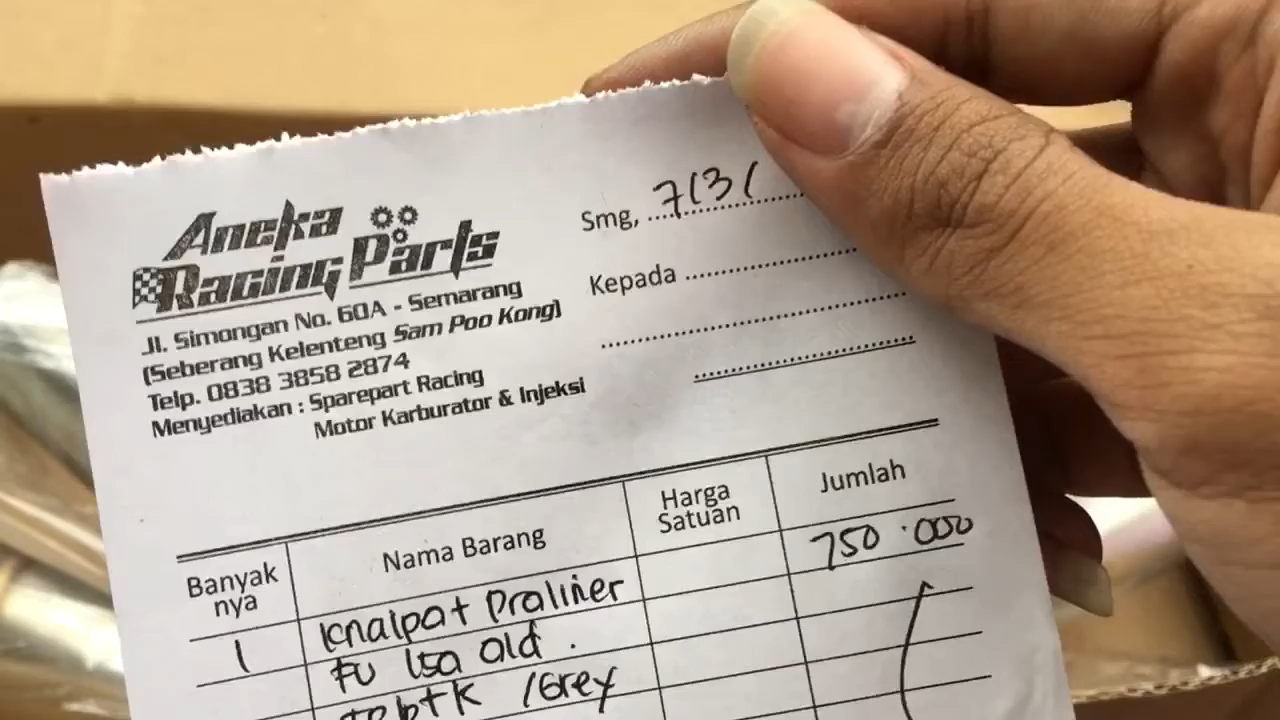 Aneka
Racing Parts
Jl. Simongan No. 60A - Semarang
(Seberang Kelenteng Sam Poo Kong)
Telp. 0838 3858 2874
Menyediakan : Sparepart Racing
Motor Karburator & Injeksi
Smg, 7/3/
Kepada
Banyak nya
Nama Barang
Harga Satuan
Jumlah
1 Knalpot Proliner 750.000
FU old
/Grey